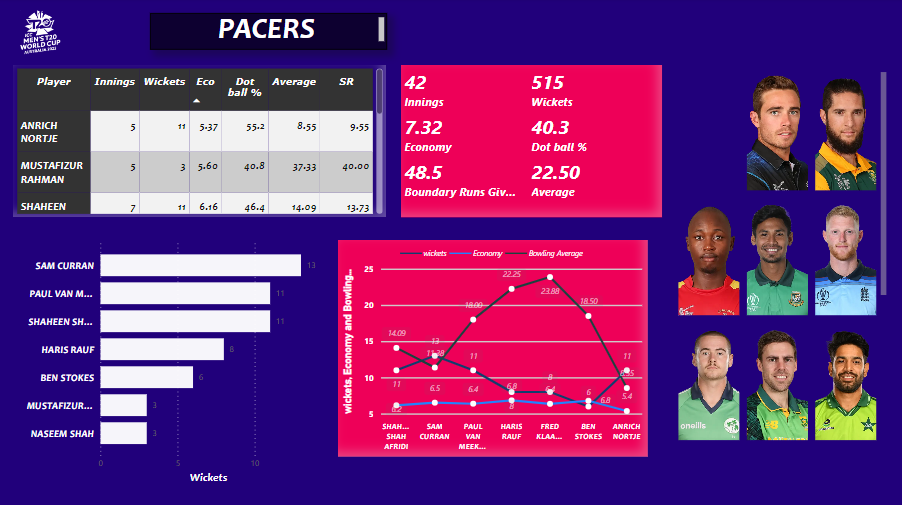 ICC
MEN'S T20
WORLD CUP
AUSTRALIA 2022
PACERS
Player Innings Wickets Eco Dot ball % Average SR
ANRICH NORTJE 5 11 5.37 55.2 8.55 9.55
MUSTAFIZUR RAHMAN 5 3 5.60 40.8 37.33 40.00
SHAHEEN 7 11 6.16 46.4 14.09 13.73
42 515
Innings Wickets
7.32 40.3
Economy Dot ball %
48.5 22.50
Boundary Runs Giv... Average
SAM CURRAN 13
PAUL VAN M... 11
SHAHEEN SH... 11
HARIS RAUF 8
BEN STOKES 6
MUSTAFIZUR... 3
NASEEM SHAH 3
0 5 10
Wickets
wickets Economy Bowling Average
wickets, Economy and Bowling...
25
20
15
10
5
14.09 18.00 22.25 23.88 18.50
11 13 11 8 8 6 11
6.2 6.5 6.4 6.8 6.4 6.8 5.4
SHAH... SHAH AFRIDI
SAM CURRAN
PAUL VAN MEEK...
HARIS RAUF
FRED KLAA...
BEN STOKES
ANRICH NORTJE